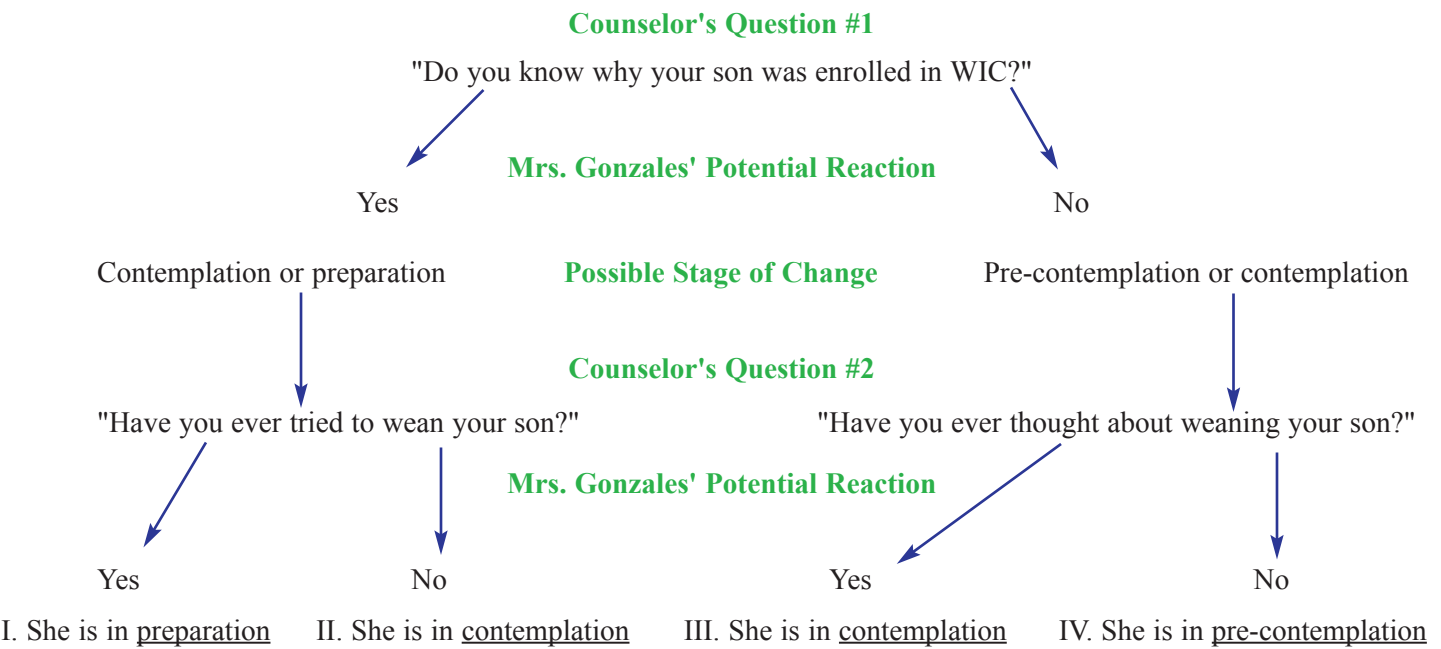 Counselor's Question #1
"Do you know why your son was enrolled in WIC?"
Mrs. Gonzales' Potential Reaction
Yes No
Contemplation or preparation Possible Stage of Change Pre-contemplation or contemplation
Counselor's Question #2
"Have you ever tried to wean your son?" "Have you ever thought about weaning your son?"
Mrs. Gonzales' Potential Reaction
Yes No Yes No
I. She is in preparation II. She is in contemplation III. She is in contemplation IV. She is in pre-contemplation